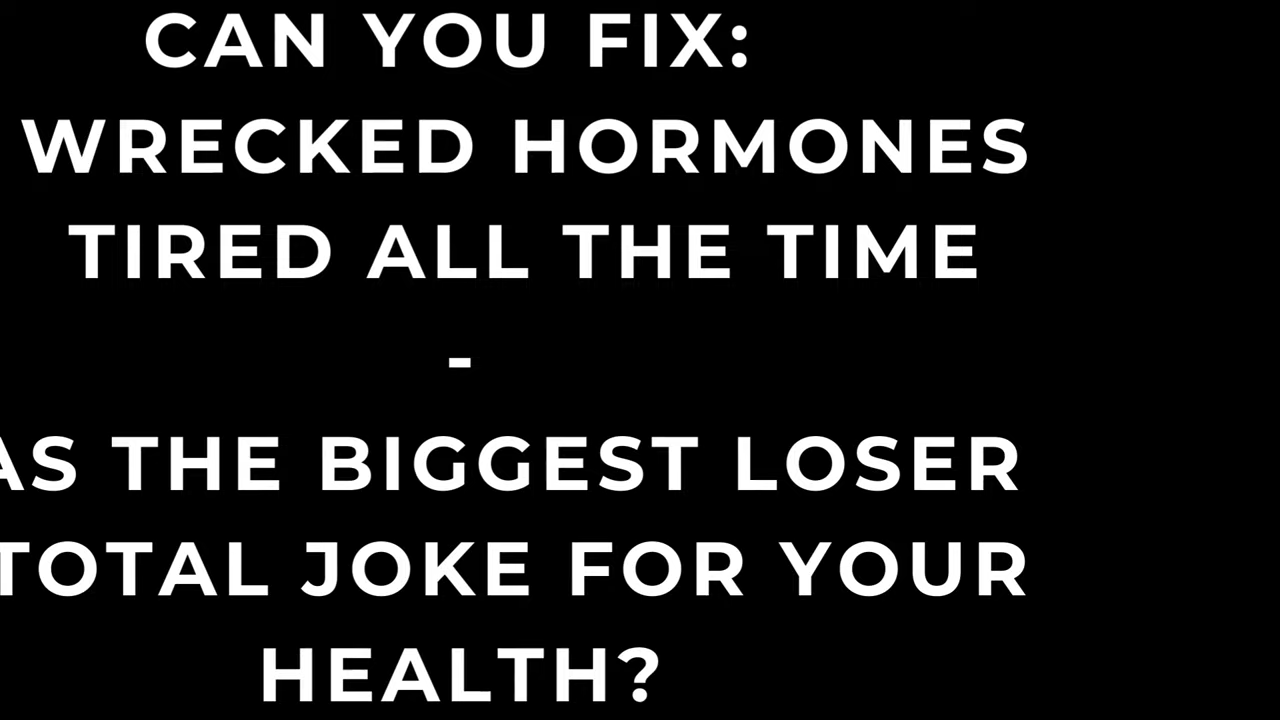 CAN YOU FIX:
WRECKED HORMONES
TIRED ALL THE TIME
-
AS THE BIGGEST LOSER
TOTAL JOKE FOR YOUR
HEALTH?